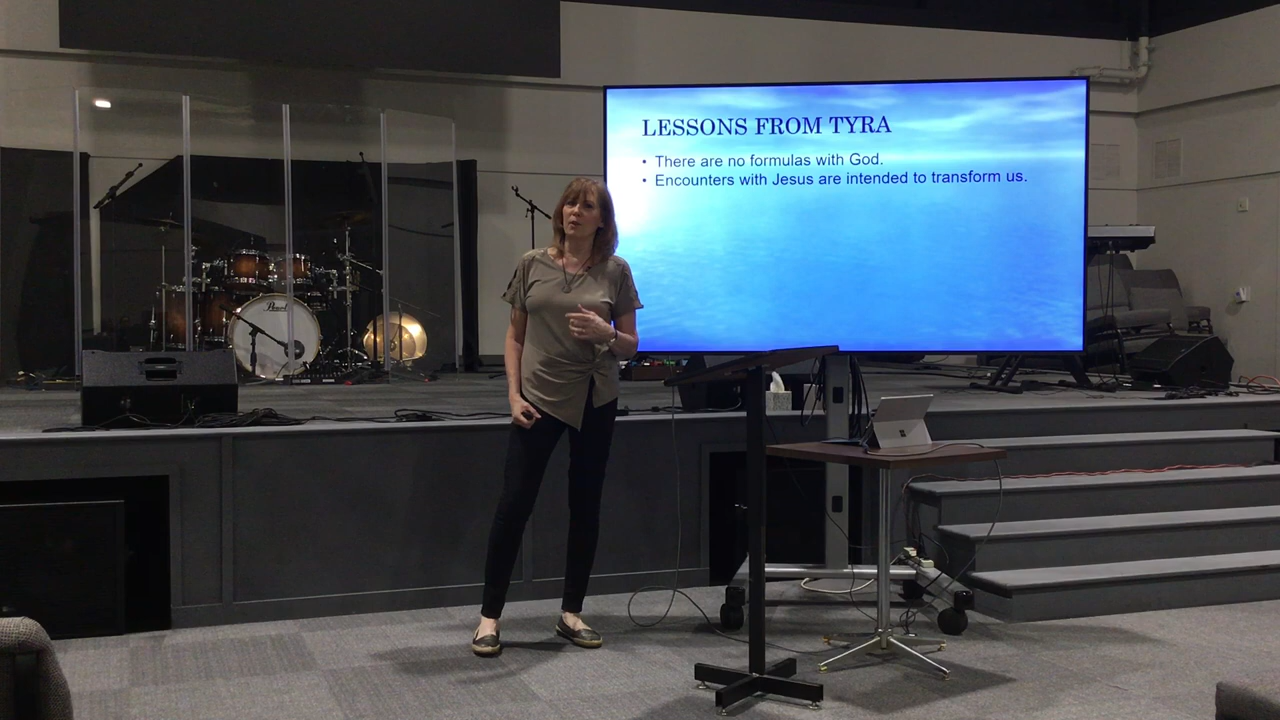 LESSONS FROM TYRA
• There are no formulas with God.
• Encounters with Jesus are intended to transform us.
Pearl